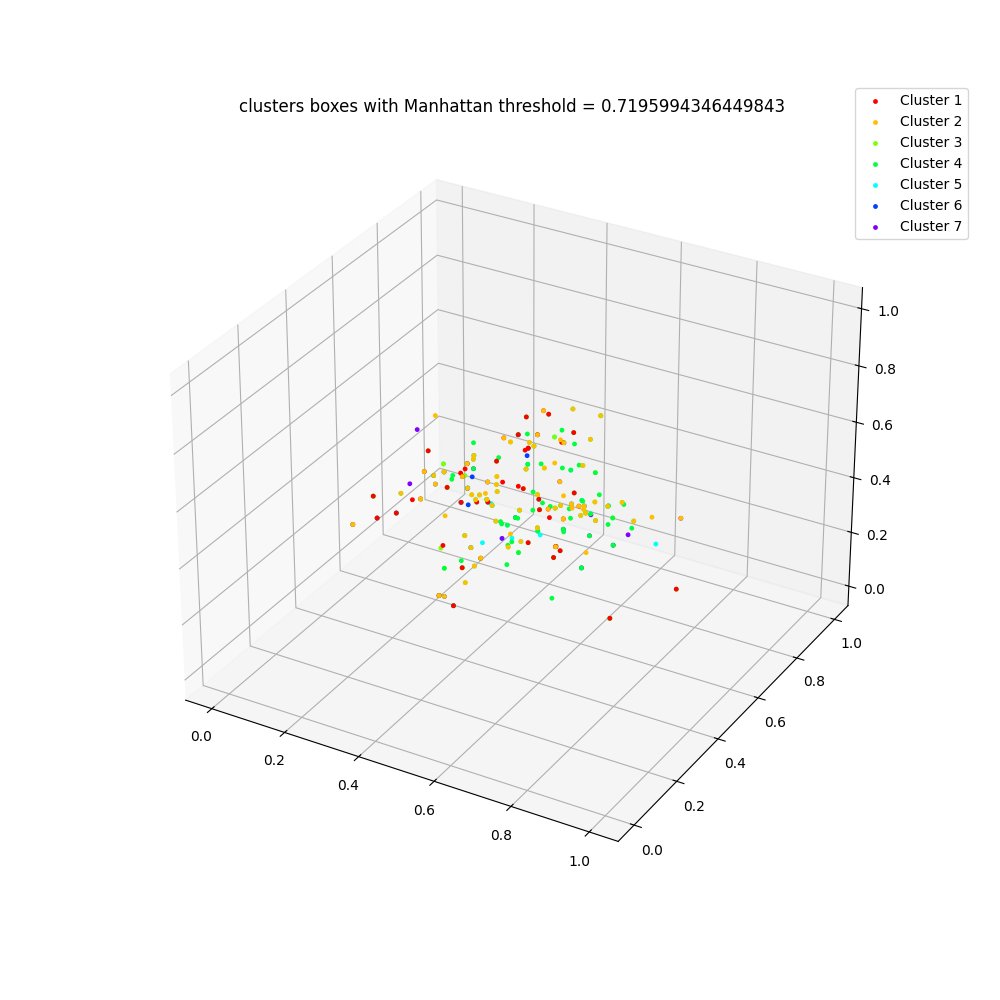 clusters boxes with Manhattan threshold = 0.7195994346449843
Cluster 1
Cluster 2
Cluster 3
Cluster 4
Cluster 5
Cluster 6
Cluster 7
1.0
0.8
0.6
0.4
0.2
0.0
1.0
0.8
0.6
0.4
0.2
0.0
0.0
0.2
0.4
0.6
0.8
1.0